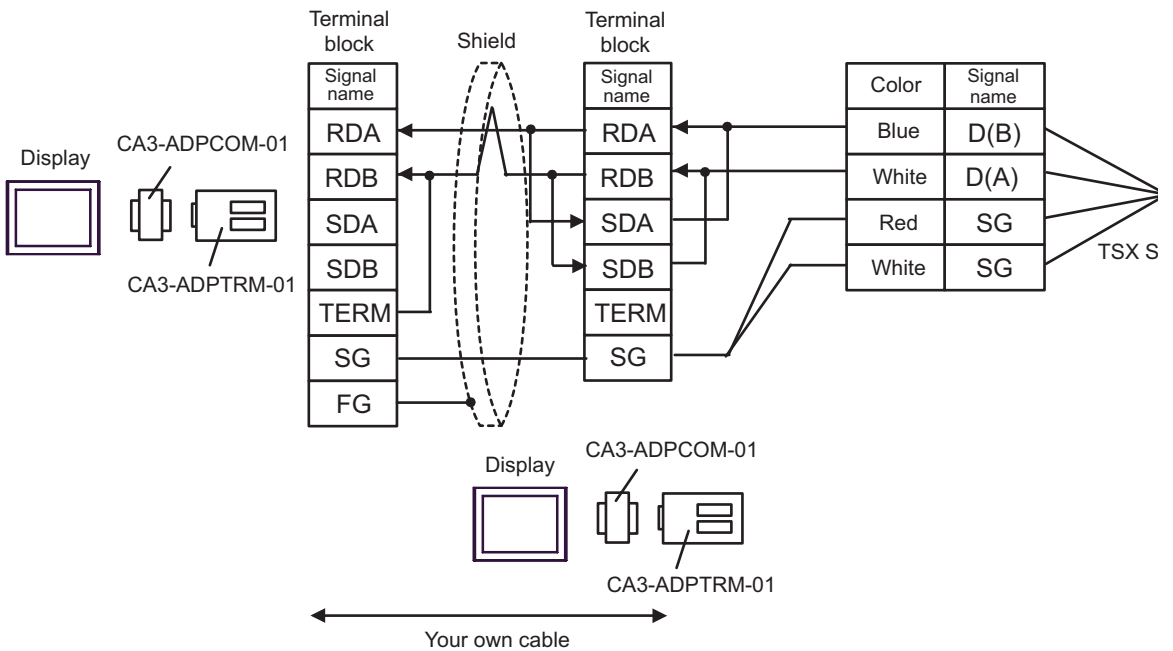 Terminal
block
Shield
Terminal
block
Signal
name
RDA
RDB
SDA
SDB
TERM
SG
FG
Signal
name
RDA
RDB
SDA
SDB
TERM
SG
Color
Signal
name
Blue
D(B)
White
D(A)
Red
SG
White
SG
TSX S
Display
CA3-ADPCOM-01
CA3-ADPTRM-01
Display
CA3-ADPCOM-01
CA3-ADPTRM-01
Your own cable